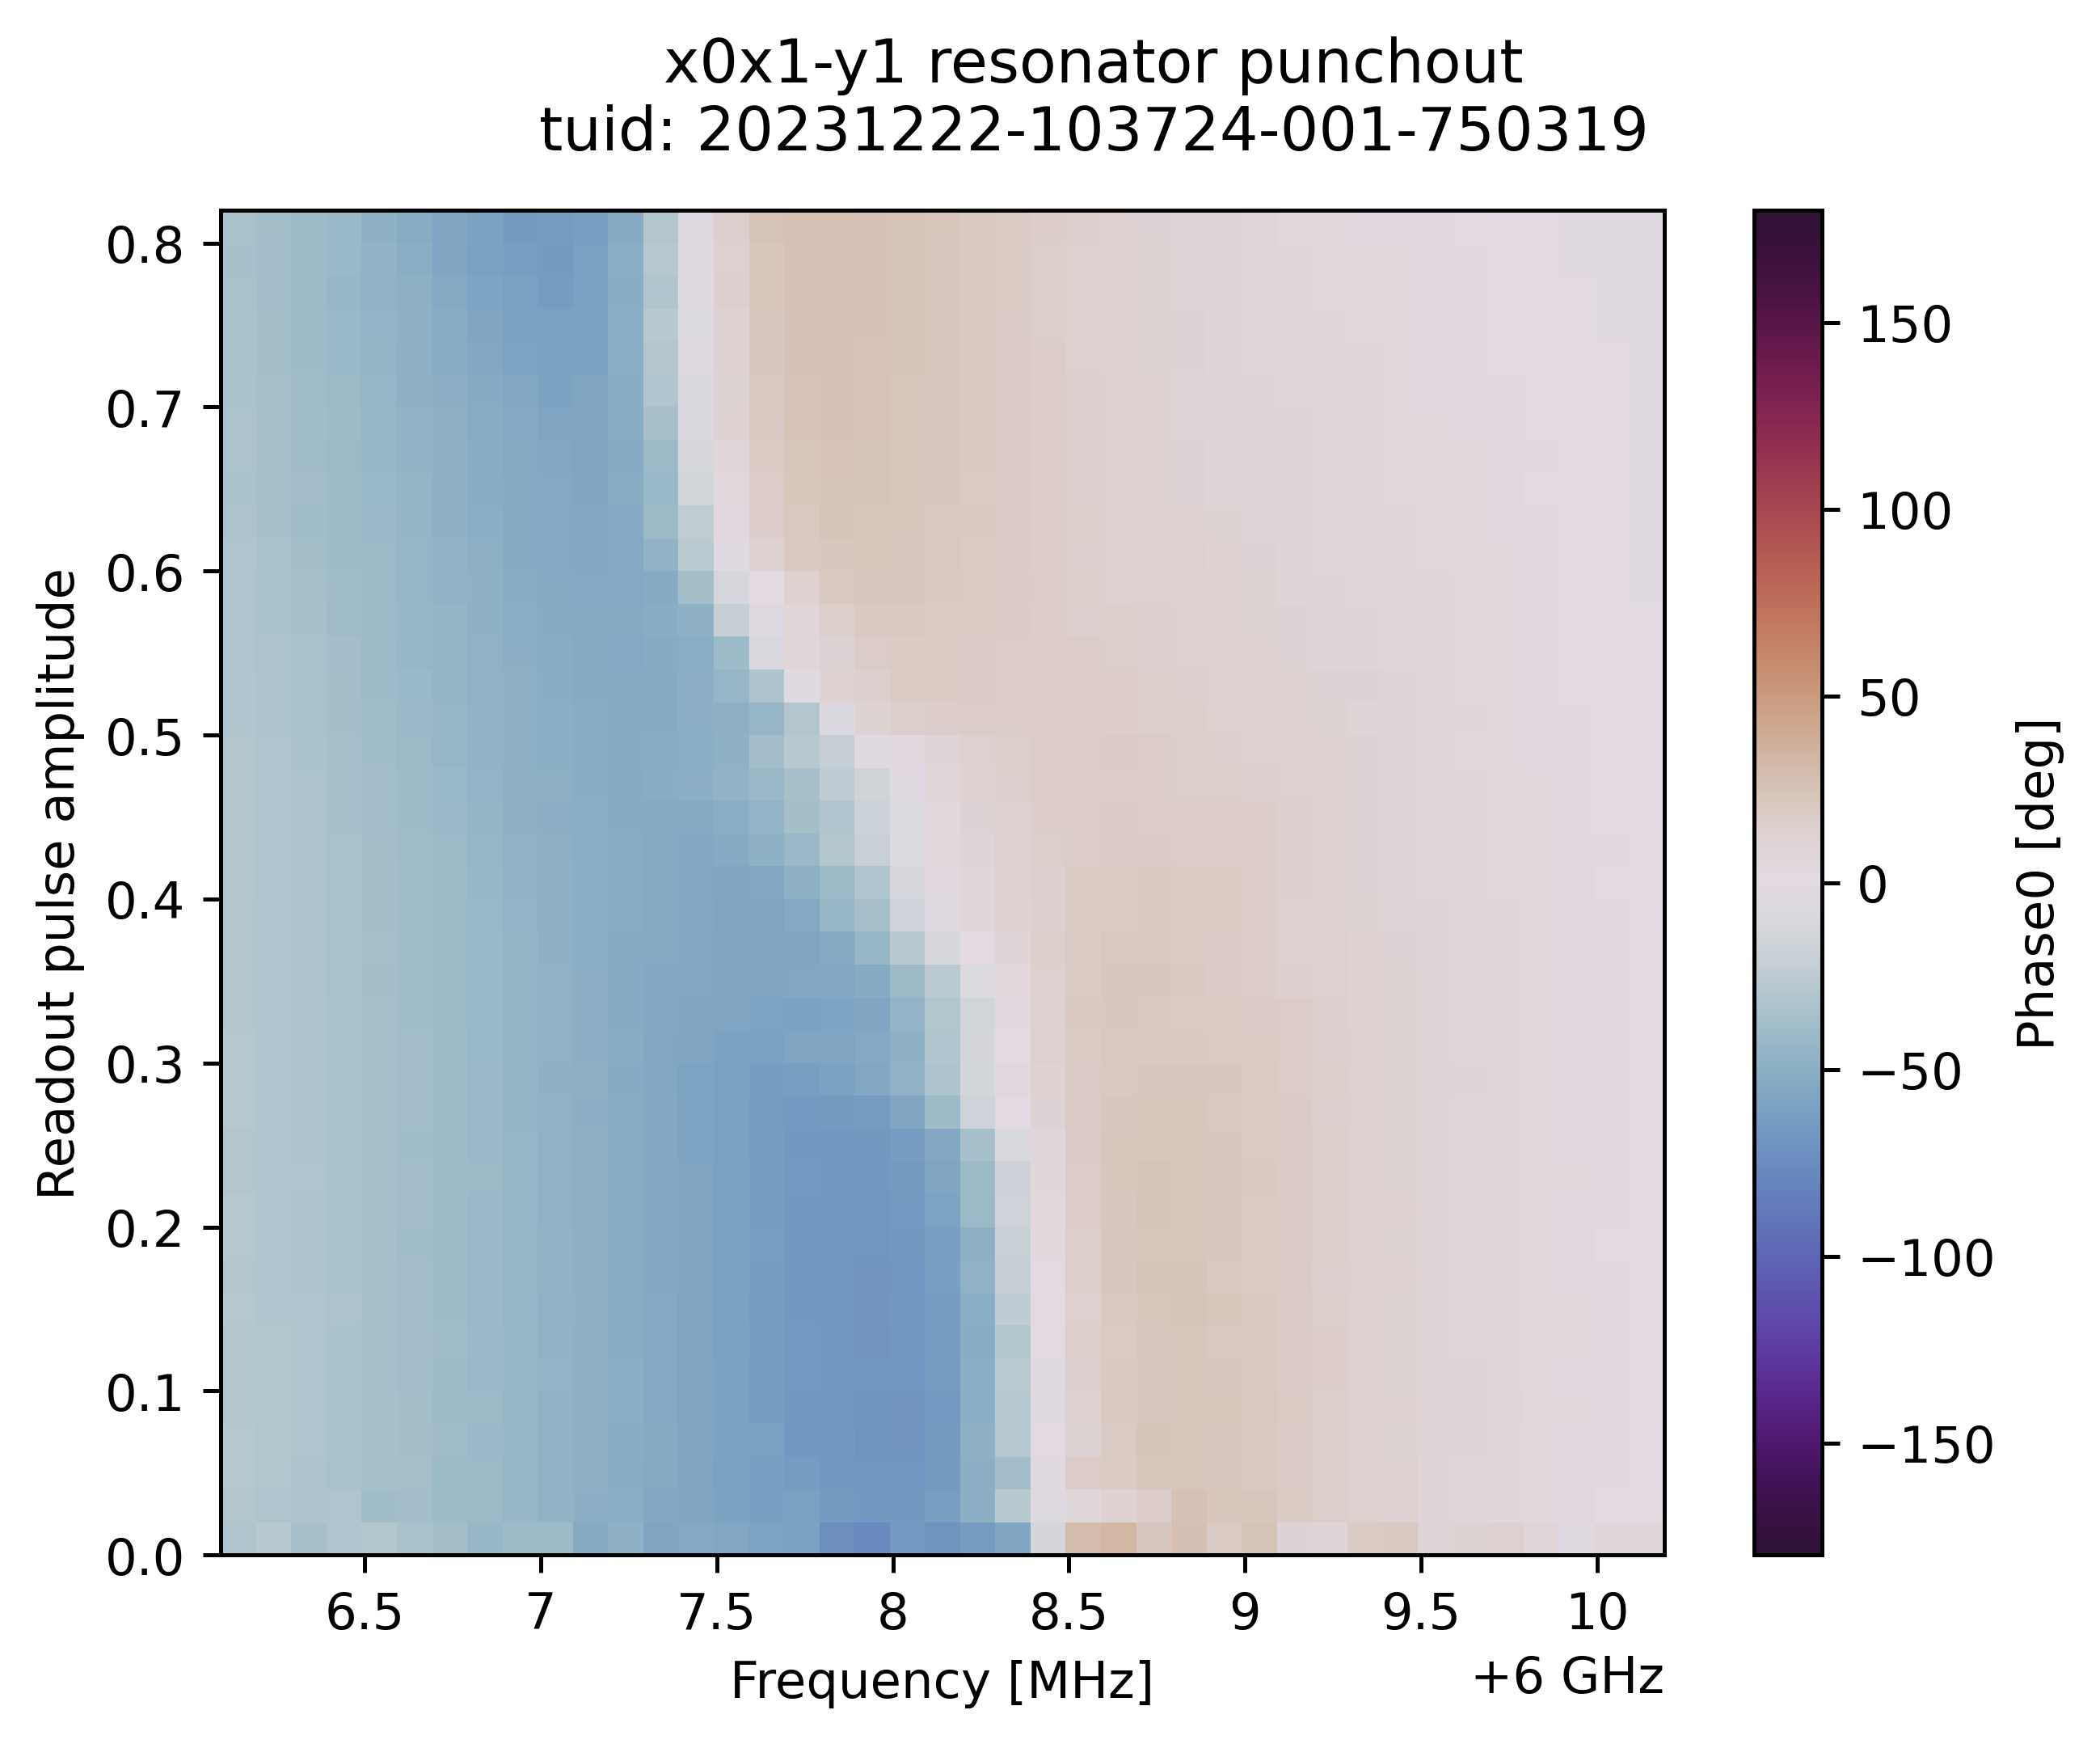 x0x1-y1 resonator punchout
tuid: 20231222-103724-001-750319
Readout pulse amplitude
0.8
0.7
0.6
0.5
0.4
0.3
0.2
0.1
0.0
6.5 7 7.5 8 8.5 9 9.5 10
Frequency [MHz]
+6 GHz
150
100
50
0
−50
−100
−150
Phase0 [deg]